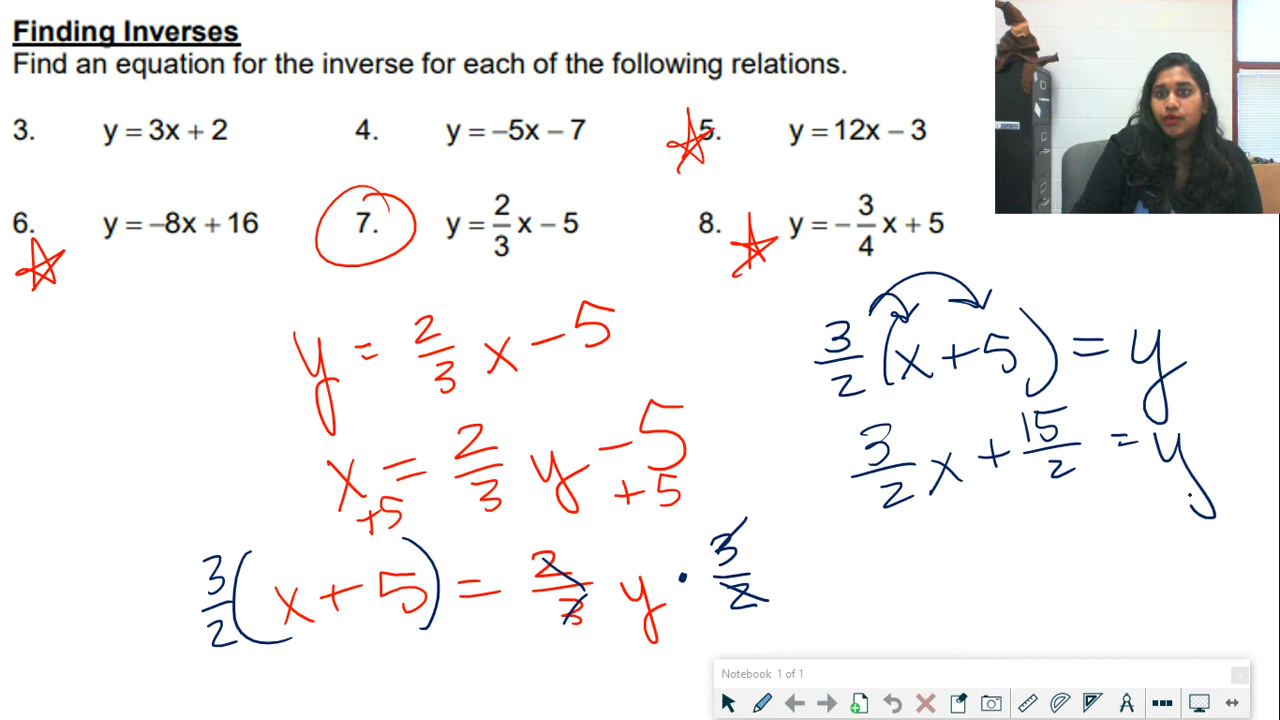 Finding Inverses
Find an equation for the inverse for each of the following relations.
3. y = 3x + 2 4. y = –5x – 7 5. y = 12x – 3
6. y = –8x + 16 7. y = 2/3 x – 5 8. y = – 3/4 x + 5
y = 2/3 x – 5
x = 2/3 y – 5
+5 +5
3/2 (x + 5) = 2/3 y · 3/2
3/2 (x + 5) = y
3/2 x + 15/2 = y
Notebook 1 of 1